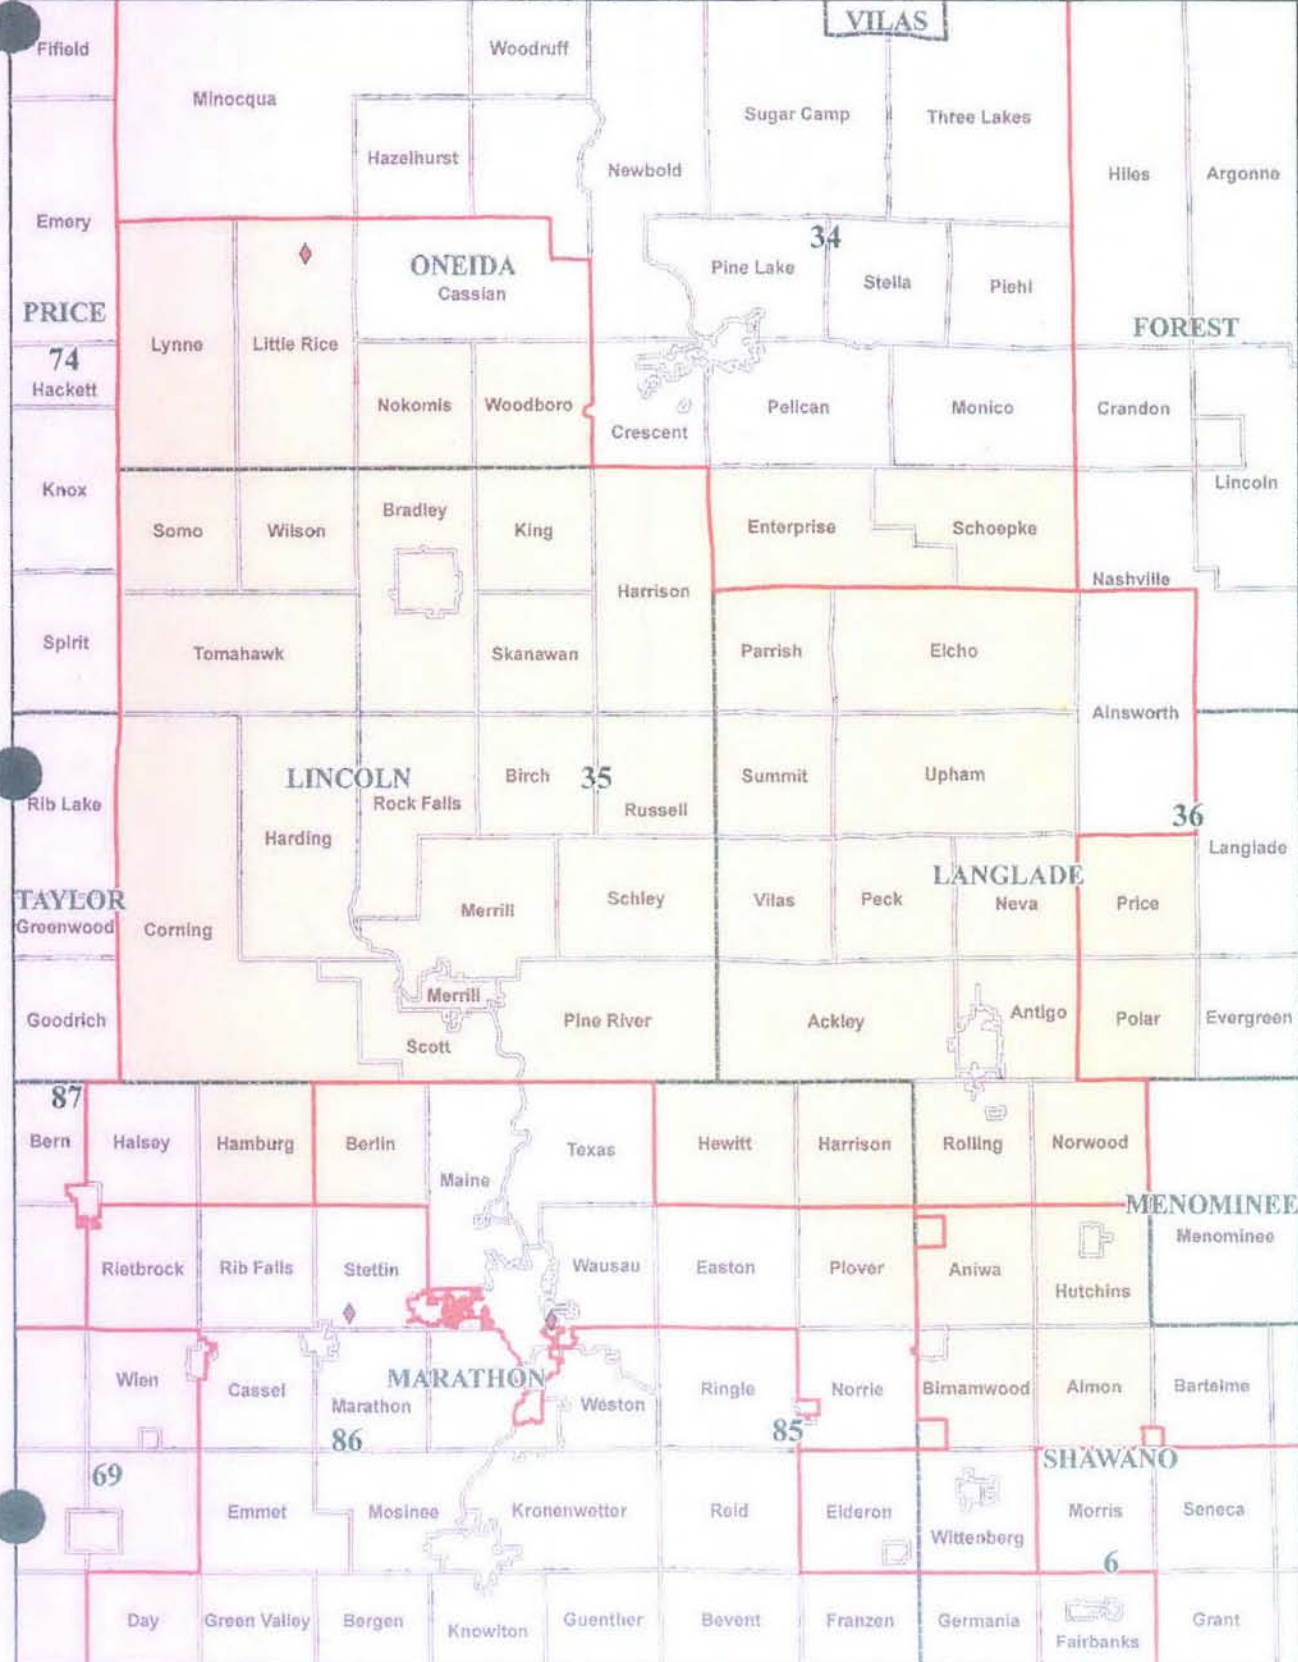 VILAS
Fifield
Woodruff
Minocqua
Sugar Camp
Three Lakes
Hazelhurst
Newbold
Hiles
Argonne
Emery
34
ONEIDA
Cassian
Pine Lake
Stella
Piehl
PRICE
Lynne
Little Rice
FOREST
74
Hackett
Nokomis
Woodboro
Crescent
Pelican
Monico
Crandon
Knox
Lincoln
Somo
Wilson
Bradley
King
Enterprise
Schoepke
Harrison
Nashville
Spirit
Tomahawk
Skanawan
Parrish
Elcho
Ainsworth
LINCOLN
Birch
35
Summit
Upham
Rib Lake
Rock Falls
Russell
36
Harding
Langlade
TAYLOR
Greenwood
Corning
Merrill
Schley
Vilas
Peck
LANGLADE
Neva
Price
Merrill
Goodrich
Scott
Pine River
Ackley
Antigo
Polar
Evergreen
87
Bern
Halsey
Hamburg
Berlin
Maine
Texas
Hewitt
Harrison
Rolling
Norwood
MENOMINEE
Menominee
Rietbrock
Rib Falls
Stettin
Wausau
Easton
Plover
Aniwa
Hutchins
Wien
Cassel
MARATHON
Marathon
Weston
Ringle
Norrie
Birnamwood
Almon
Bartelme
86
85
SHAWANO
69
Emmet
Mosinee
Kronenwetter
Reid
Elderon
Wittenberg
Morris
Seneca
6
Day
Green Valley
Bergen
Knowlton
Guenther
Bevent
Franzen
Germania
Fairbanks
Grant